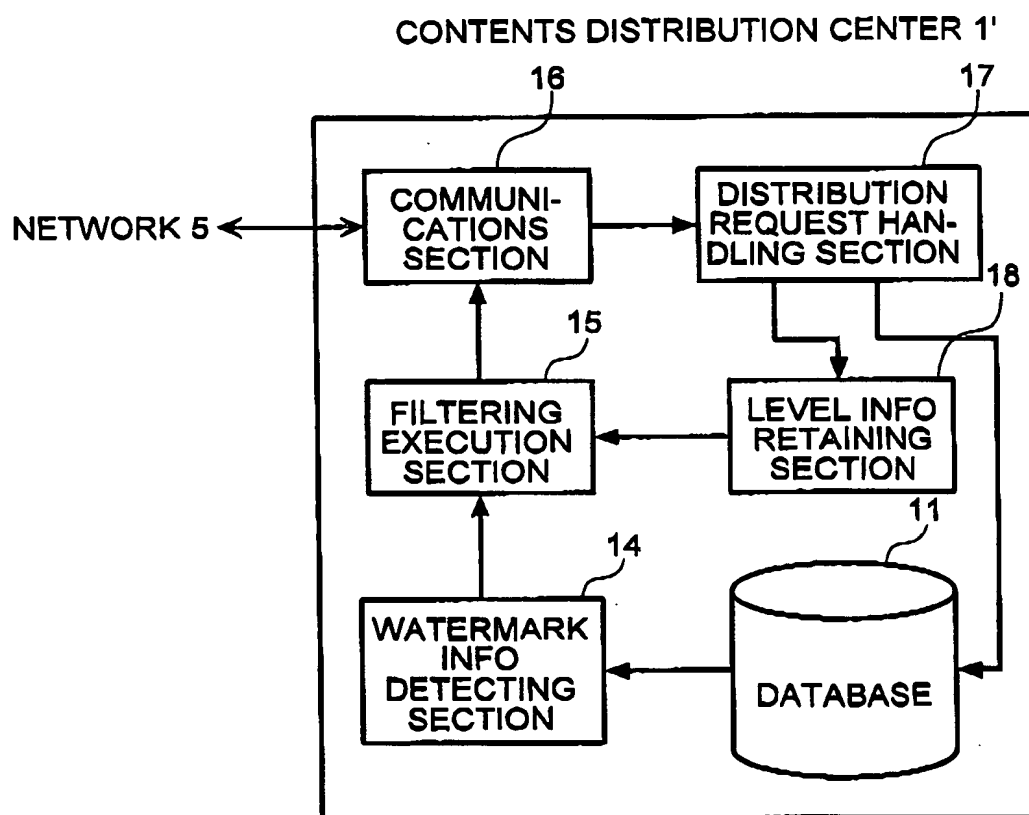 CONTENTS DISTRIBUTION CENTER 1'
16
17
COMMUNI-
CATIONS
SECTION
DISTRIBUTION
REQUEST HAN-
DLING SECTION
NETWORK 5
15
18
FILTERING
EXECUTION
SECTION
LEVEL INFO
RETAINING
SECTION
14
11
WATERMARK
INFO
DETECTING
SECTION
DATABASE